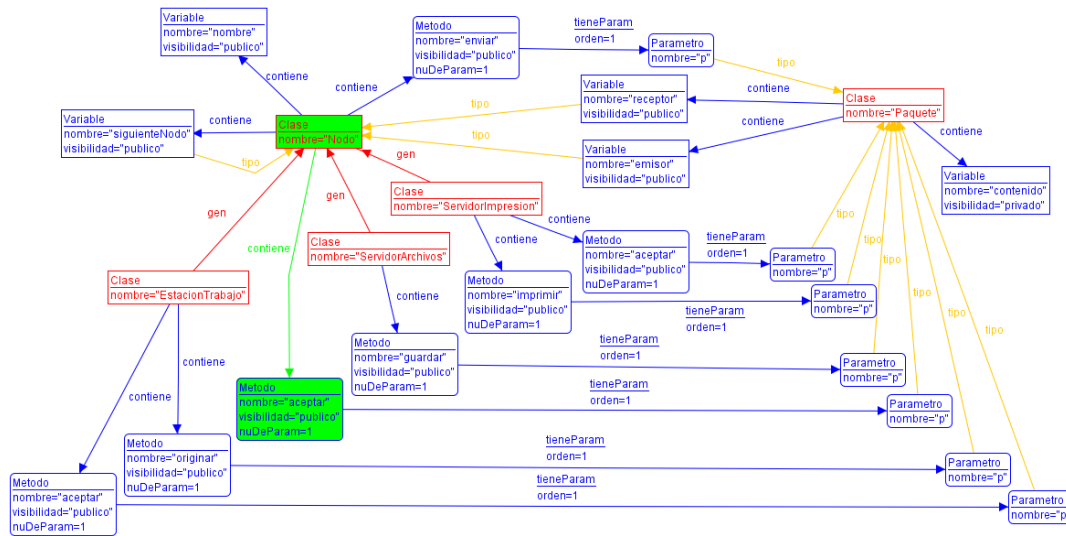 Variable
nombre="nombre"
visibilidad="publico"
Metodo
nombre="enviar"
visibilidad="publico"
nuDeParam=1
tieneParam
orden=1
Parametro
nombre="p"
contiene
contiene
tipo
Variable
nombre="siguienteNodo"
visibilidad="publico"
contiene
tipo
Clase
nombre="Nodo"
tipo
tipo
Variable
nombre="receptor"
visibilidad="publico"
contiene
Clase
nombre="Paquete"
contiene
contiene
Variable
nombre="emisor"
visibilidad="publico"
Variable
nombre="contenido"
visibilidad="privado"
gen
gen
gen
Clase
nombre="ServidorImpresion"
contiene
contiene
contiene
Clase
nombre="ServidorArchivos"
Metodo
nombre="aceptar"
visibilidad="publico"
nuDeParam=1
tieneParam
orden=1
Parametro
nombre="p"
tipo
tipo
tipo
tipo
tipo
tipo
Clase
nombre="EstacionTrabajo"
Metodo
nombre="imprimir"
visibilidad="publico"
nuDeParam=1
tieneParam
orden=1
Parametro
nombre="p"
contiene
Metodo
nombre="guardar"
visibilidad="publico"
nuDeParam=1
tieneParam
orden=1
Parametro
nombre="p"
contiene
contiene
Metodo
nombre="aceptar"
visibilidad="publico"
nuDeParam=1
tieneParam
orden=1
Parametro
nombre="p"
Metodo
nombre="originar"
visibilidad="publico"
nuDeParam=1
tieneParam
orden=1
Parametro
nombre="p"
Metodo
nombre="aceptar"
visibilidad="publico"
nuDeParam=1
tieneParam
orden=1
Parametro
nombre="p"